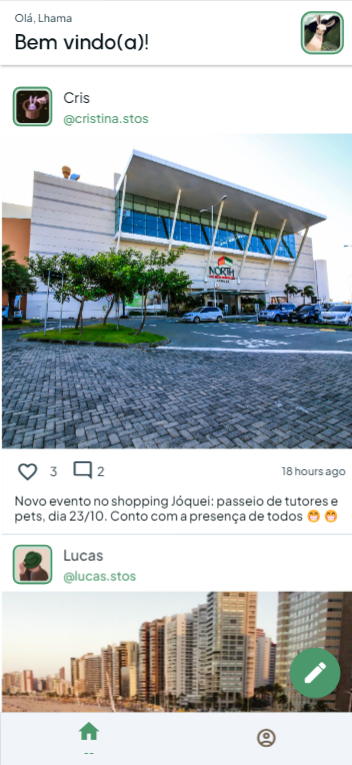 Olá, Lhama
Bem vindo(a)!
Cris
@cristina.stos
NORTH
3
2
18 hours ago
Novo evento no shopping Jóquei: passeio de tutores e
pets, dia 23/10. Conto com a presença de todos 😁 😁
Lucas
@lucas.stos
--